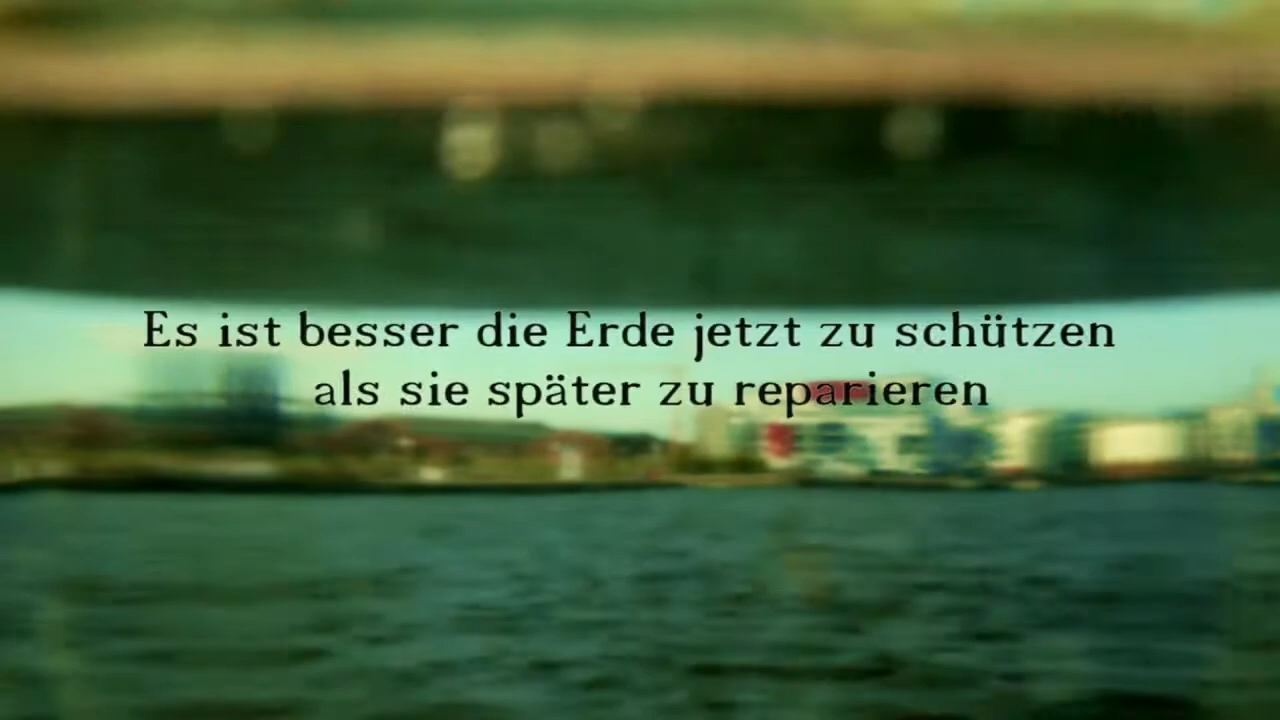 Es ist besser die Erde jetzt zu schützen
als sie später zu reparieren